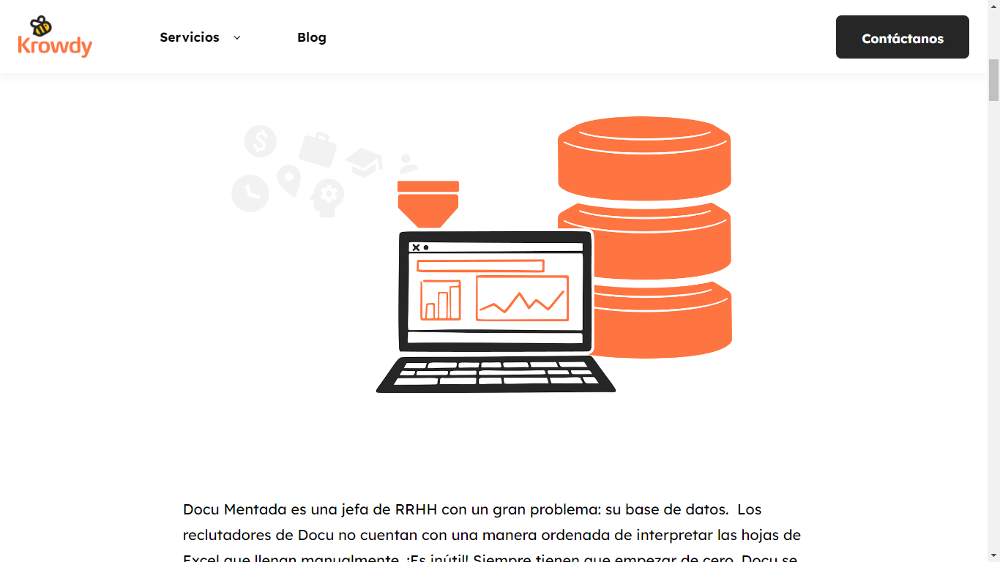 Krowdy
Servicios
Blog
Contáctanos
Docu Mentada es una jefa de RRHH con un gran problema: su base de datos.  Los
reclutadores de Docu no cuentan con una manera ordenada de interpretar las hojas de
Excel que llenan manualmente. ¡Es inútil! Siempre tienen que empezar de cero. Docu se